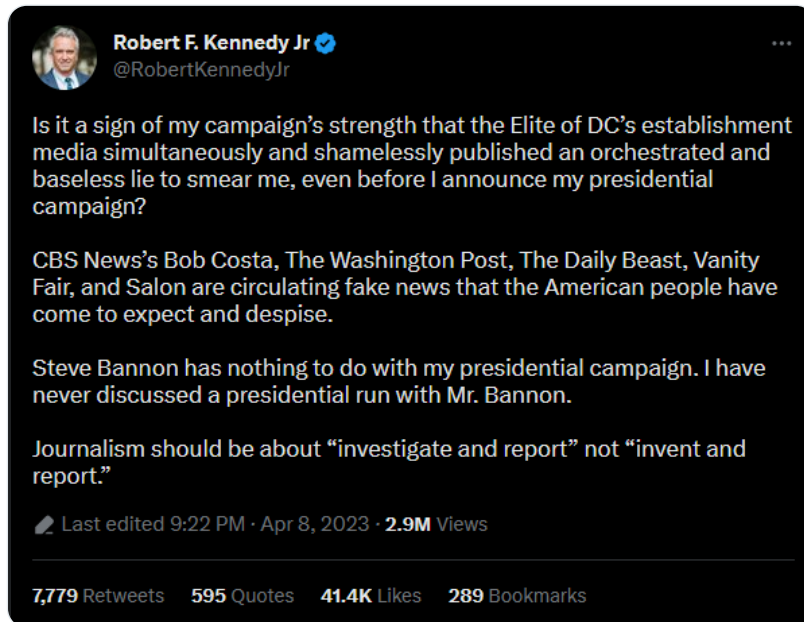 Robert F. Kennedy Jr
@RobertKennedyJr
Is it a sign of my campaign’s strength that the Elite of DC’s establishment
media simultaneously and shamelessly published an orchestrated and
baseless lie to smear me, even before I announce my presidential
campaign?
CBS News’s Bob Costa, The Washington Post, The Daily Beast, Vanity
Fair, and Salon are circulating fake news that the American people have
come to expect and despise.
Steve Bannon has nothing to do with my presidential campaign. I have
never discussed a presidential run with Mr. Bannon.
Journalism should be about “investigate and report” not “invent and
report.”
Last edited 9:22 PM · Apr 8, 2023 · 2.9M Views
7,779 Retweets 595 Quotes 41.4K Likes 289 Bookmarks